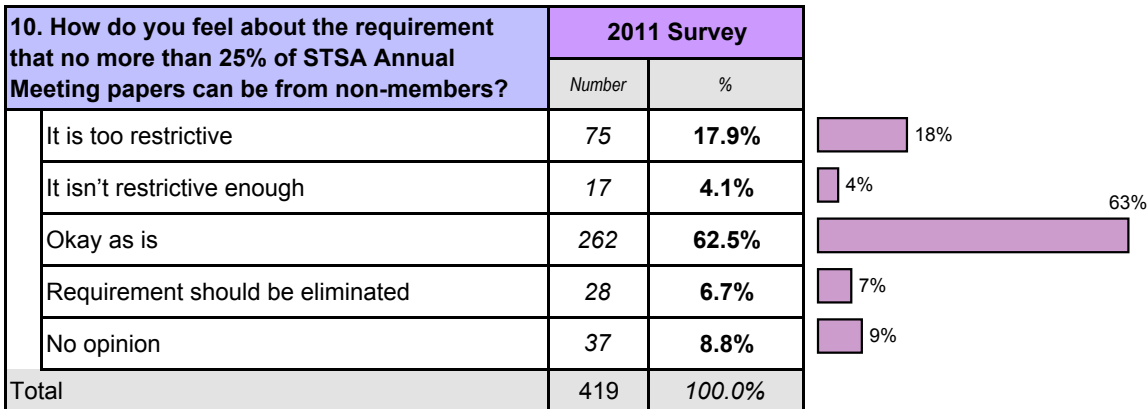 10. How do you feel about the requirement
that no more than 25% of STSA Annual
Meeting papers can be from non-members?
2011 Survey
Number %
It is too restrictive 75 17.9% 18%
It isn’t restrictive enough 17 4.1% 4%
63%
Okay as is 262 62.5%
Requirement should be eliminated 28 6.7% 7%
No opinion 37 8.8% 9%
Total 419 100.0%